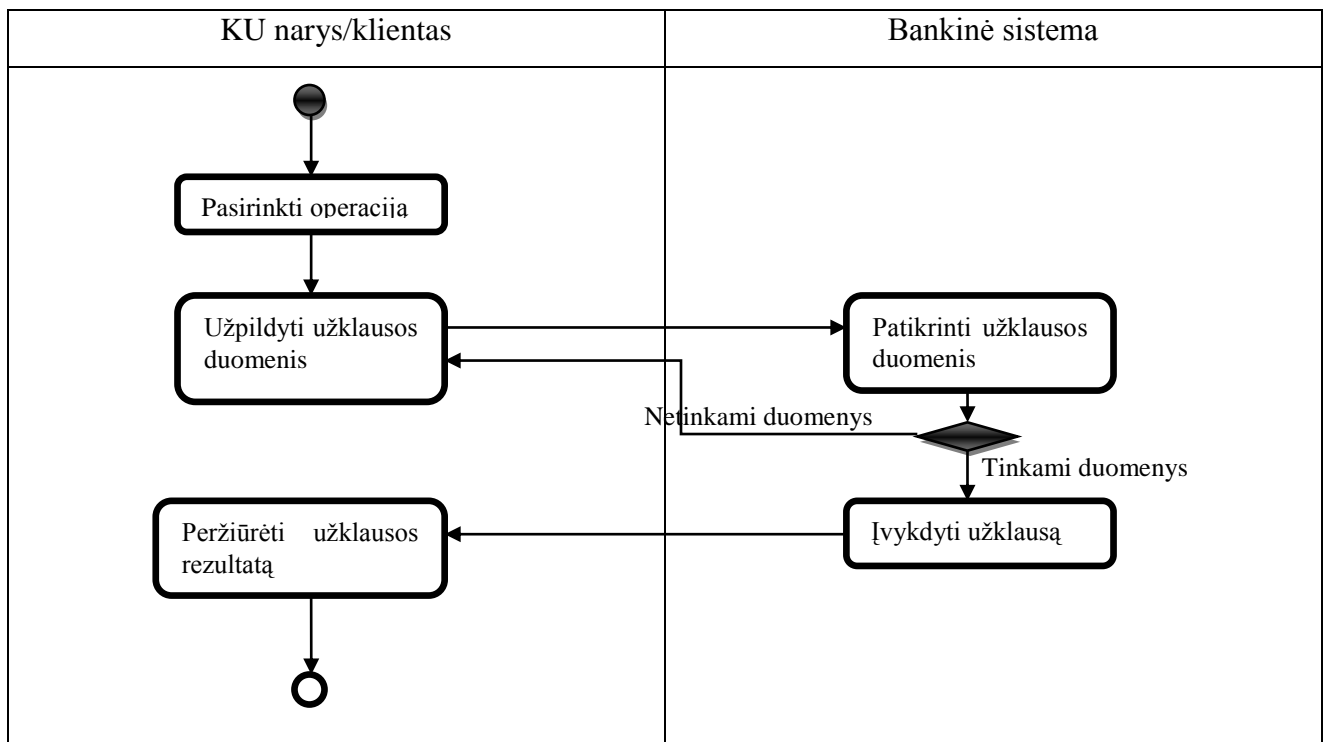 KU narys/klientas
Bankinė sistema
Pasirinkti operaciją
Užpildyti užklausos
duomenis
Patikrinti užklausos
duomenis
Netinkami duomenys
Tinkami duomenys
Peržiūrėti užklausos
rezultatą
Įvykdyti užklausą